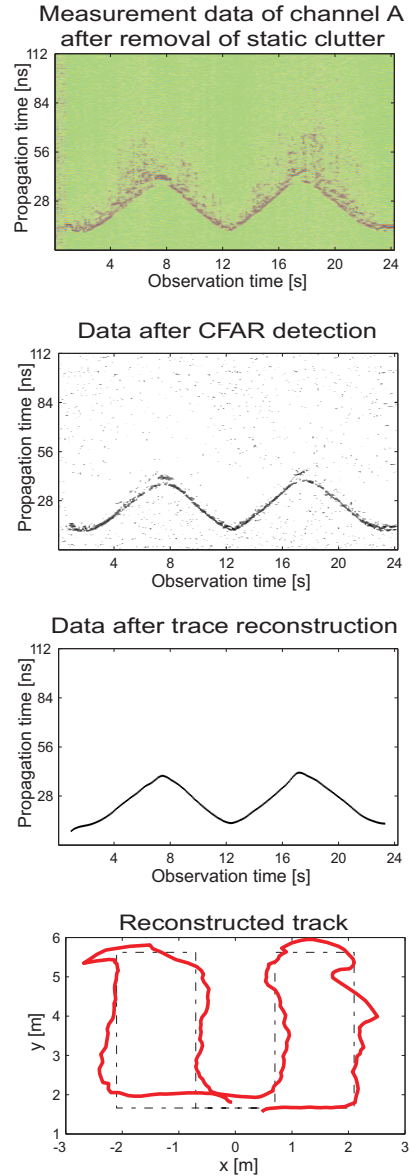 Measurement data of channel A
after removal of static clutter
Propagation time [ns]
112
84
56
28
4 8 12 16 20 24
Observation time [s]
Data after CFAR detection
Propagation time [ns]
112
84
56
28
4 8 12 16 20 24
Observation time [s]
Data after trace reconstruction
Propagation time [ns]
112
84
56
28
4 8 12 16 20 24
Observation time [s]
Reconstructed track
y [m]
6
5
4
3
2
1
-3 -2 -1 0 1 2 3
x [m]